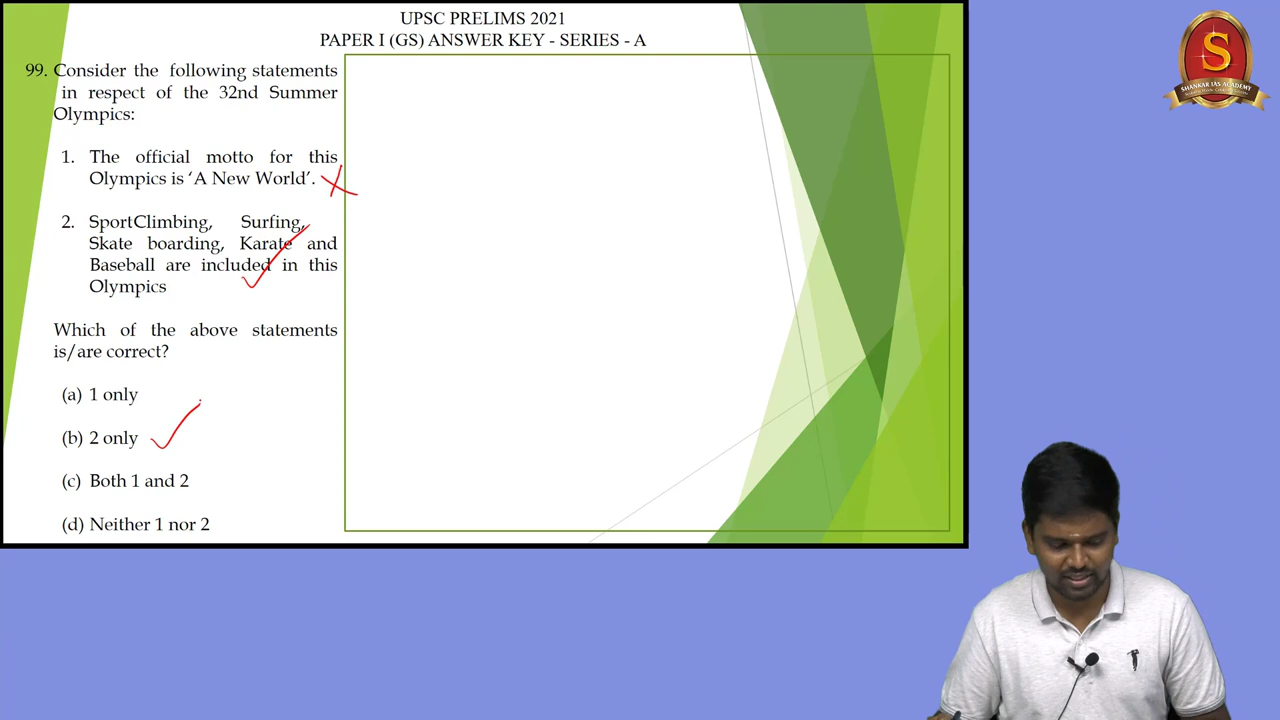 UPSC PRELIMS 2021
PAPER I (GS) ANSWER KEY - SERIES - A
99. Consider the following statements
in respect of the 32nd Summer
Olympics:
1. The official motto for this
Olympics is ‘A New World’.
2. SportClimbing, Surfing,
Skate boarding, Karate and
Baseball are included in this
Olympics
Which of the above statements
is/are correct?
(a) 1 only
(b) 2 only
(c) Both 1 and 2
(d) Neither 1 nor 2
S
SHANKAR IAS ACADEMY